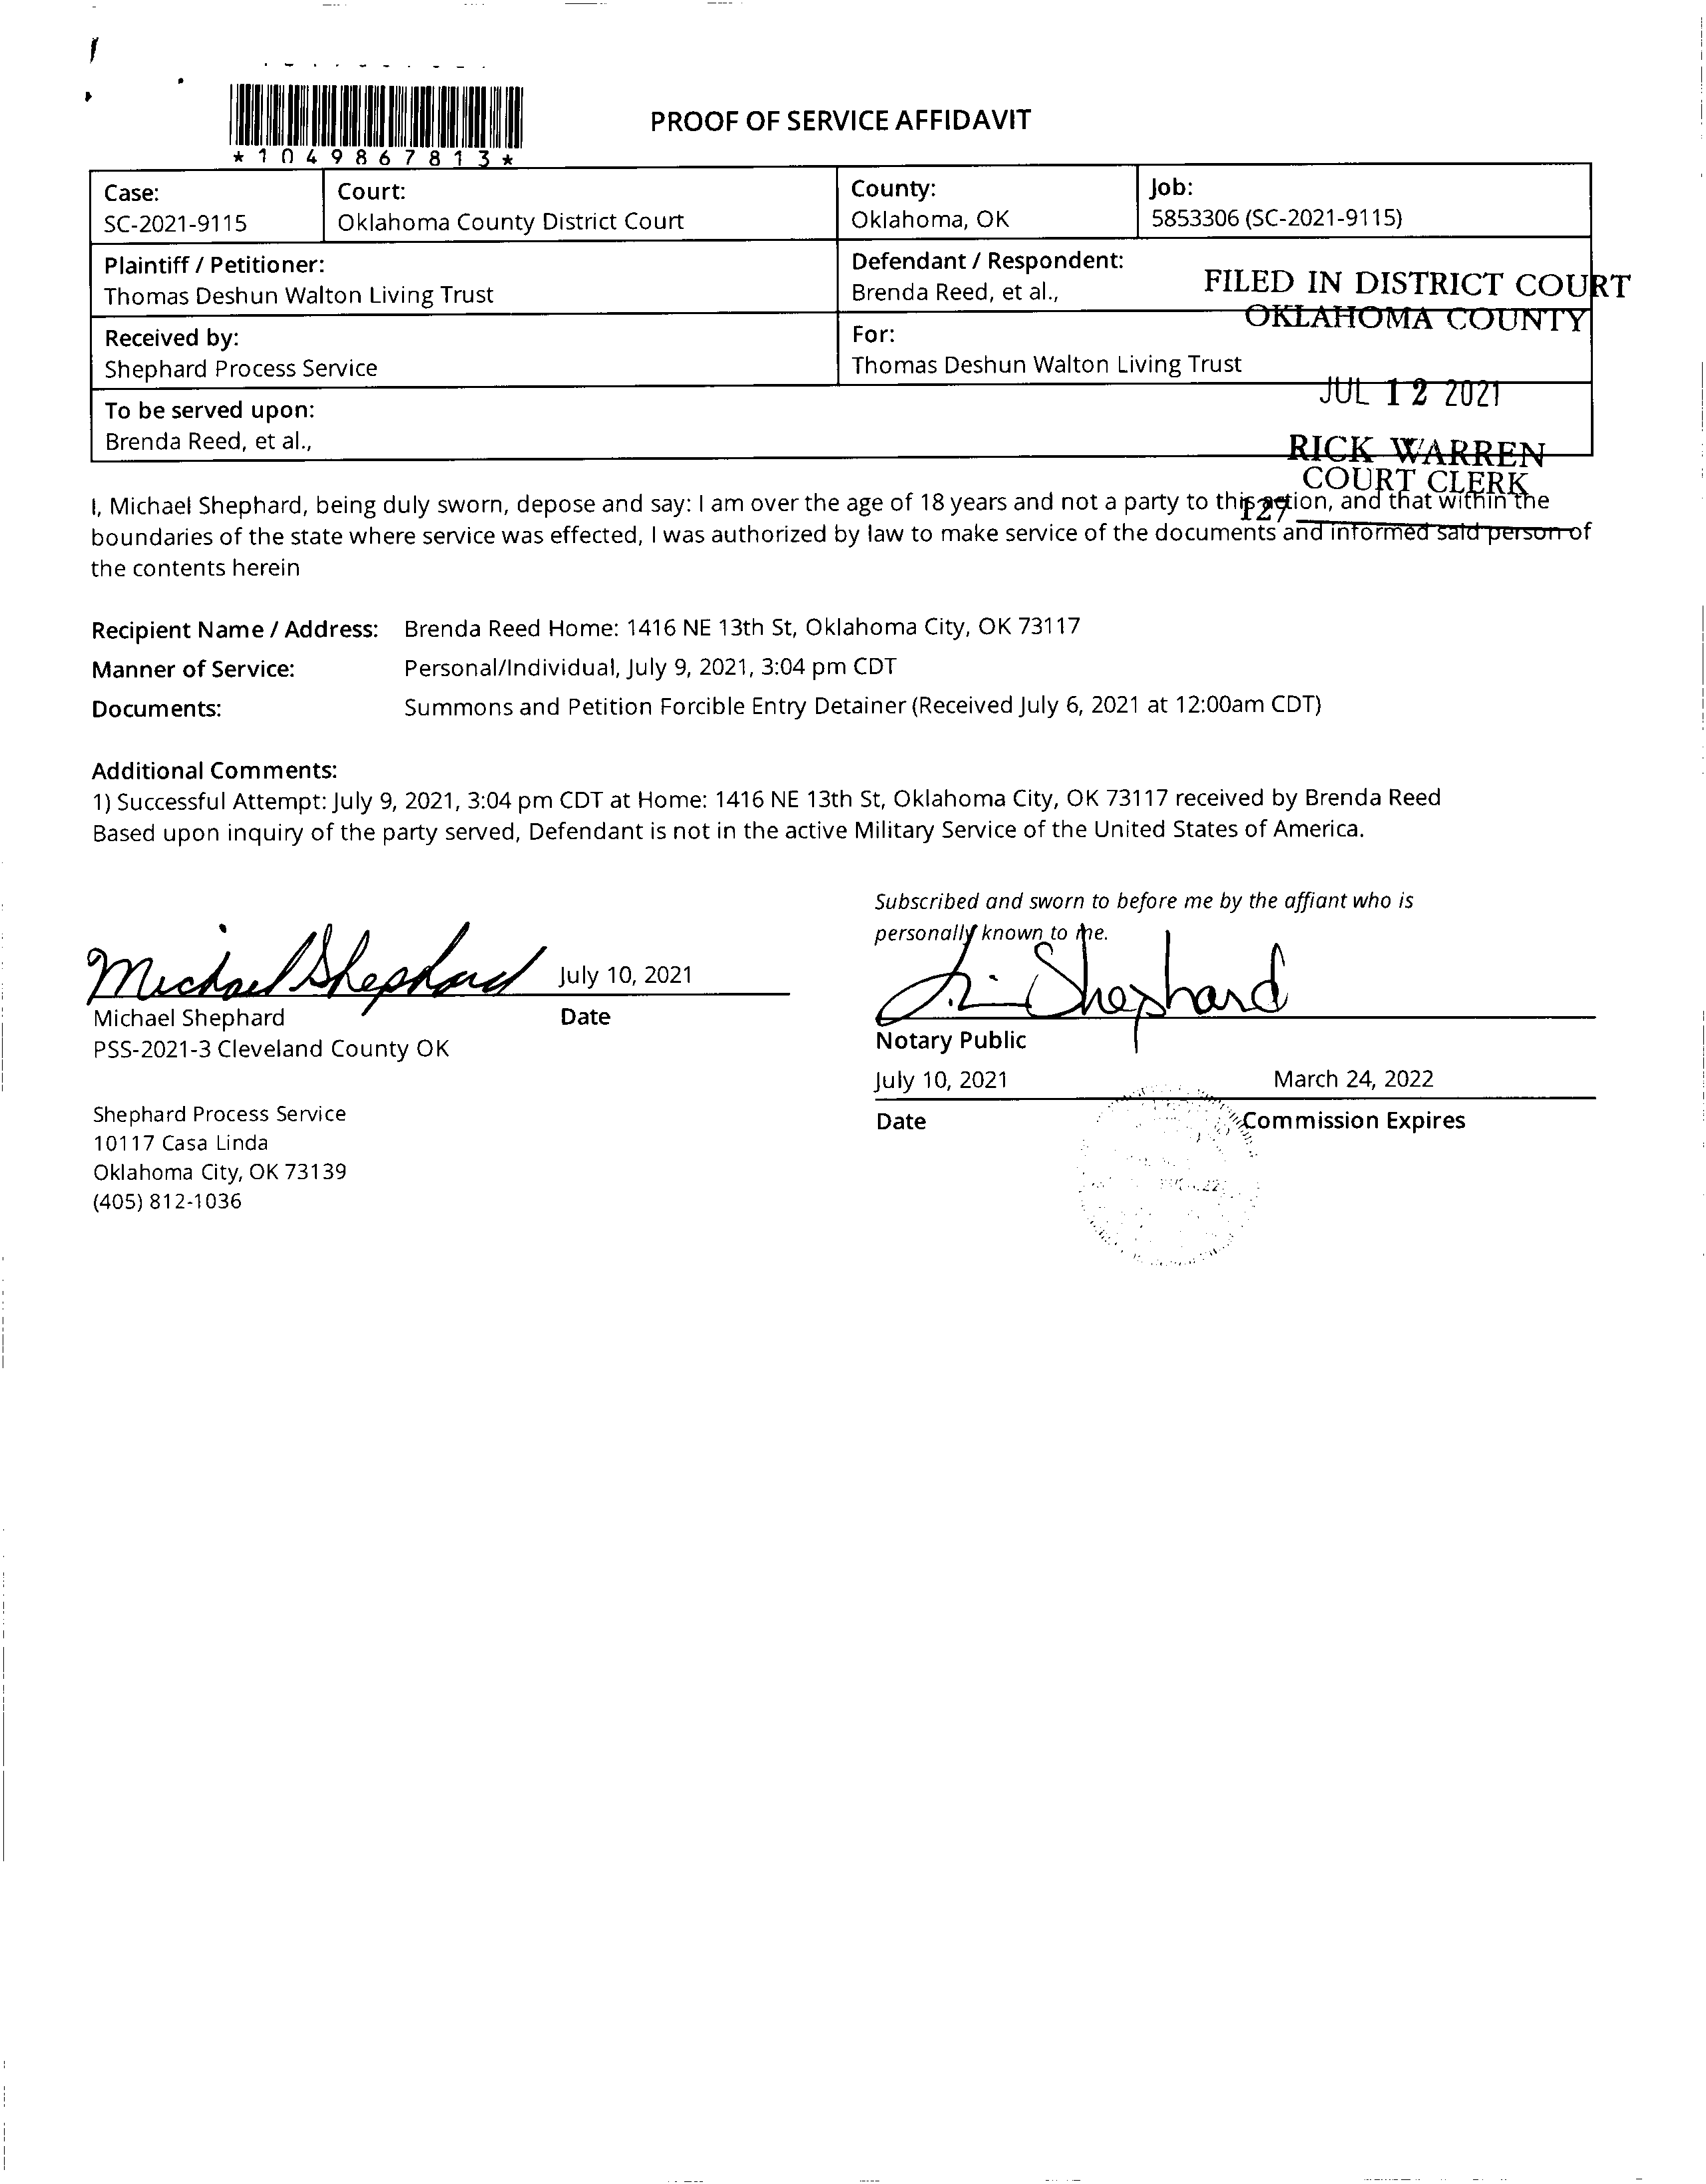 PROOF OF SERVICE AFFIDAVIT
*1049867813*
Case:
SC-2021-9115
Court:
Oklahoma County District Court
County:
Oklahoma, OK
Job:
5853306 (SC-2021-9115)
Plaintiff / Petitioner:
Thomas Deshun Walton Living Trust
Defendant / Respondent:
Brenda Reed, et al.,
FILED IN DISTRICT COURT
OKLAHOMA COUNTY
Received by:
Shephard Process Service
For:
Thomas Deshun Walton Living Trust
JUL 12 2021
To be served upon:
Brenda Reed, et al.,
RICK WARREN
COURT CLERK
127
I, Michael Shephard, being duly sworn, depose and say: I am over the age of 18 years and not a party to this action, and that within the
boundaries of the state where service was effected, I was authorized by law to make service of the documents and informed said person of
the contents herein
Recipient Name / Address: Brenda Reed Home: 1416 NE 13th St, Oklahoma City, OK 73117
Manner of Service: Personal/Individual, July 9, 2021, 3:04 pm CDT
Documents: Summons and Petition Forcible Entry Detainer (Received July 6, 2021 at 12:00am CDT)
Additional Comments:
1) Successful Attempt: July 9, 2021, 3:04 pm CDT at Home: 1416 NE 13th St, Oklahoma City, OK 73117 received by Brenda Reed
Based upon inquiry of the party served, Defendant is not in the active Military Service of the United States of America.
Michael Shephard July 10, 2021
Michael Shephard Date
PSS-2021-3 Cleveland County OK
Shephard Process Service
10117 Casa Linda
Oklahoma City, OK 73139
(405) 812-1036
Subscribed and sworn to before me by the affiant who is
personally known to me.
Shephard
Notary Public
July 10, 2021 March 24, 2022
Date Commission Expires